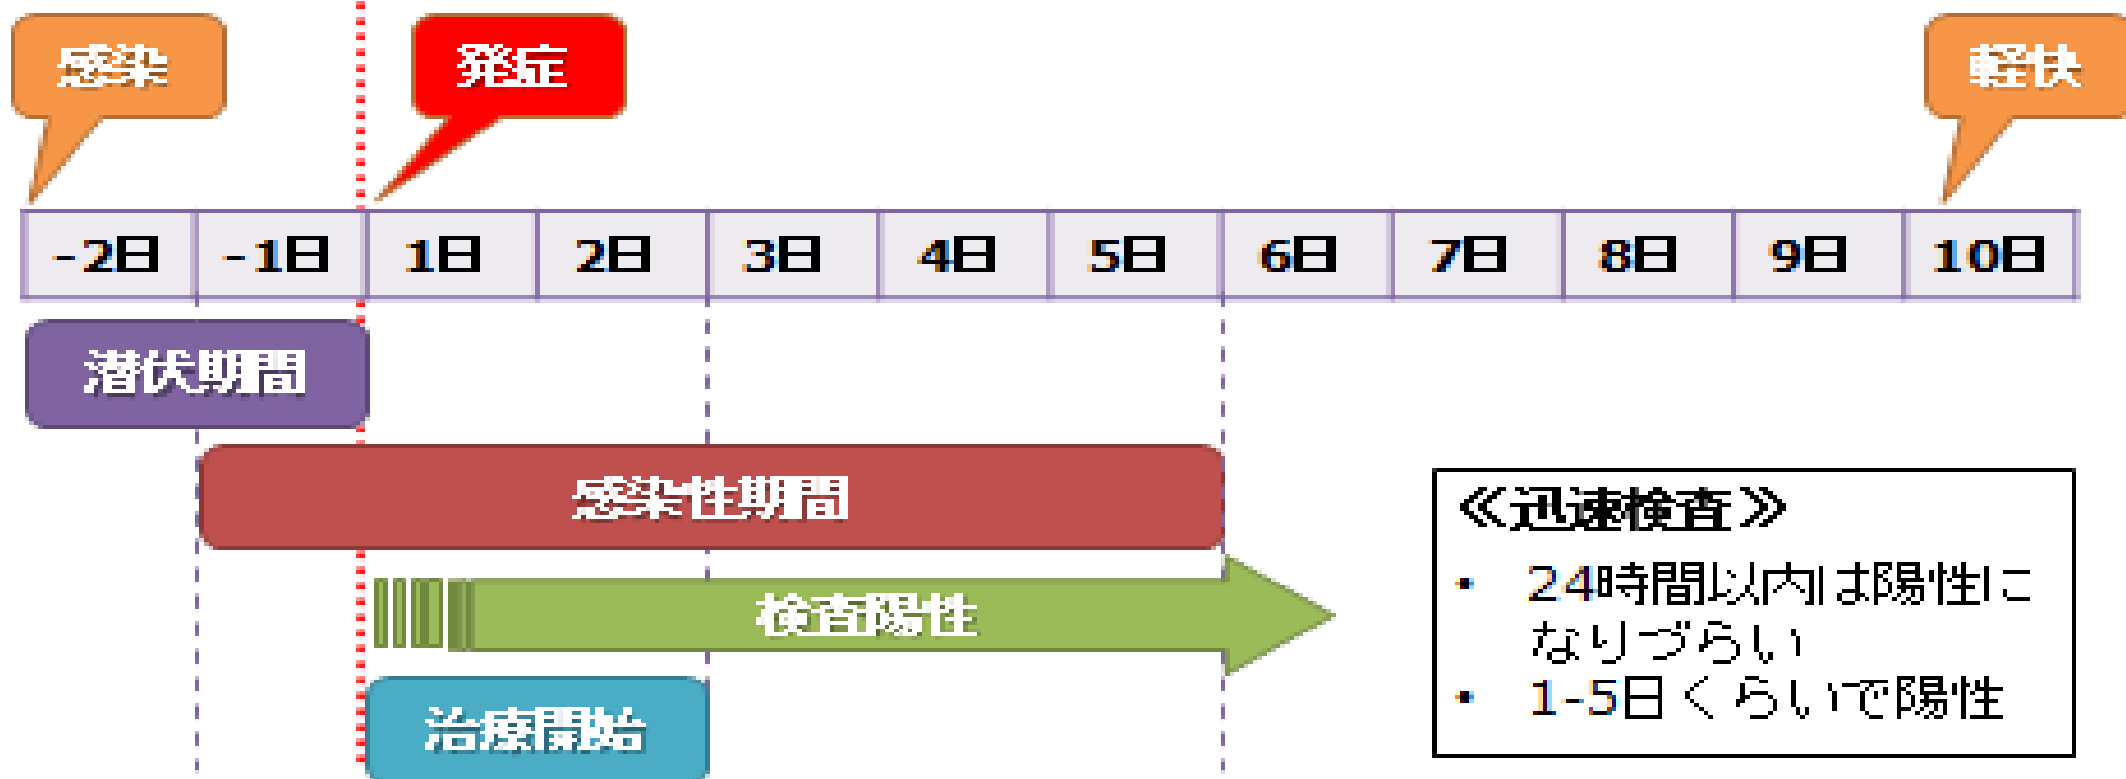 感染
発症
軽快
-2日 -1日 1日 2日 3日 4日 5日 6日 7日 8日 9日 10日
潜伏期間
感染性期間
検査陽性
治療開始
≪迅速検査≫
• 24時間以内は陽性に
なりづらい
• 1-5日くらいで陽性